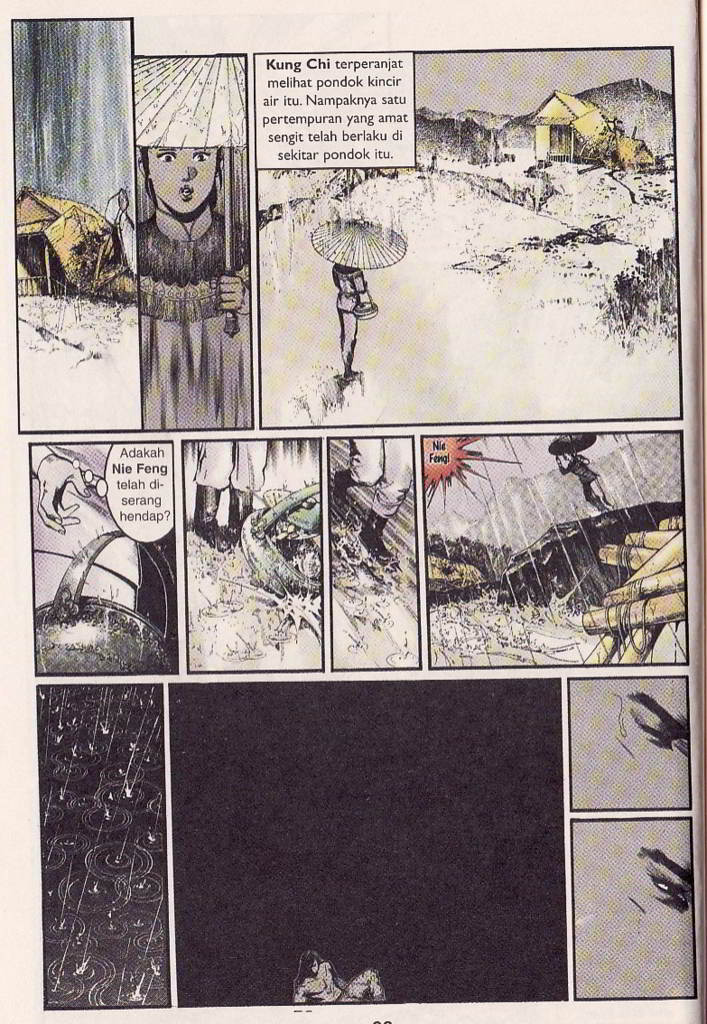 Kung Chi terperanjat
melihat pondok kincir
air itu. Nampaknya satu
pertempuran yang amat
sengit telah berlaku di
sekitar pondok itu.
Adakah
Nie Feng
telah di-
serang
hendap?
Nie
Feng!